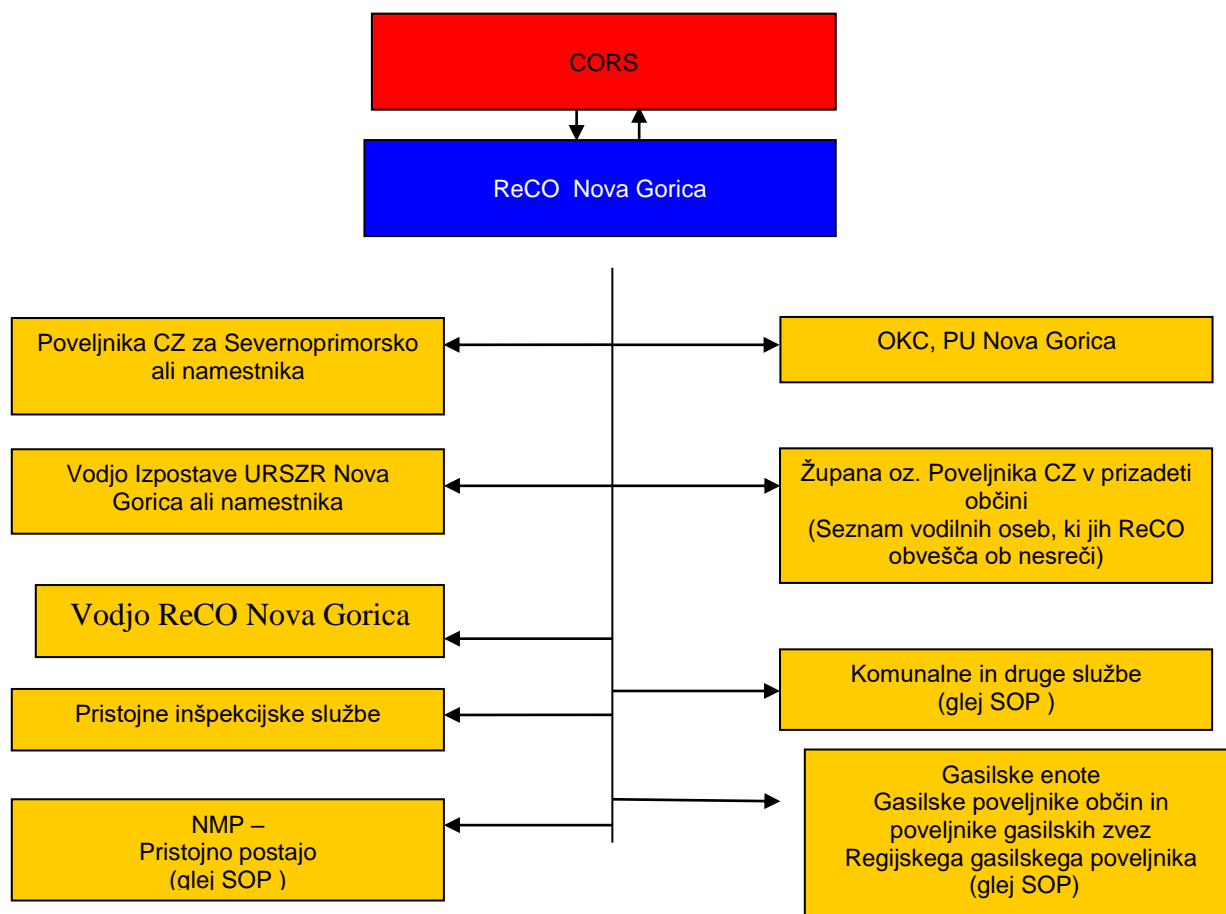 CORS
ReCO  Nova Gorica
Poveljnika CZ za Severnoprimorsko
ali namestnika
OKC, PU Nova Gorica
Vodjo Izpostave URSZR Nova
Gorica ali namestnika
Župana oz. Poveljnika CZ v prizadeti
občini
(Seznam vodilnih oseb, ki jih ReCO
obvešča ob nesreči)
Vodjo ReCO Nova Gorica
Komunalne in druge službe
(glej SOP )
Pristojne inšpekcijske službe
Gasilske enote
Gasilske poveljnike občin in
poveljnike gasilskih zvez
Regijskega gasilskega poveljnika
(glej SOP)
NMP –
Pristojno postajo
(glej SOP )